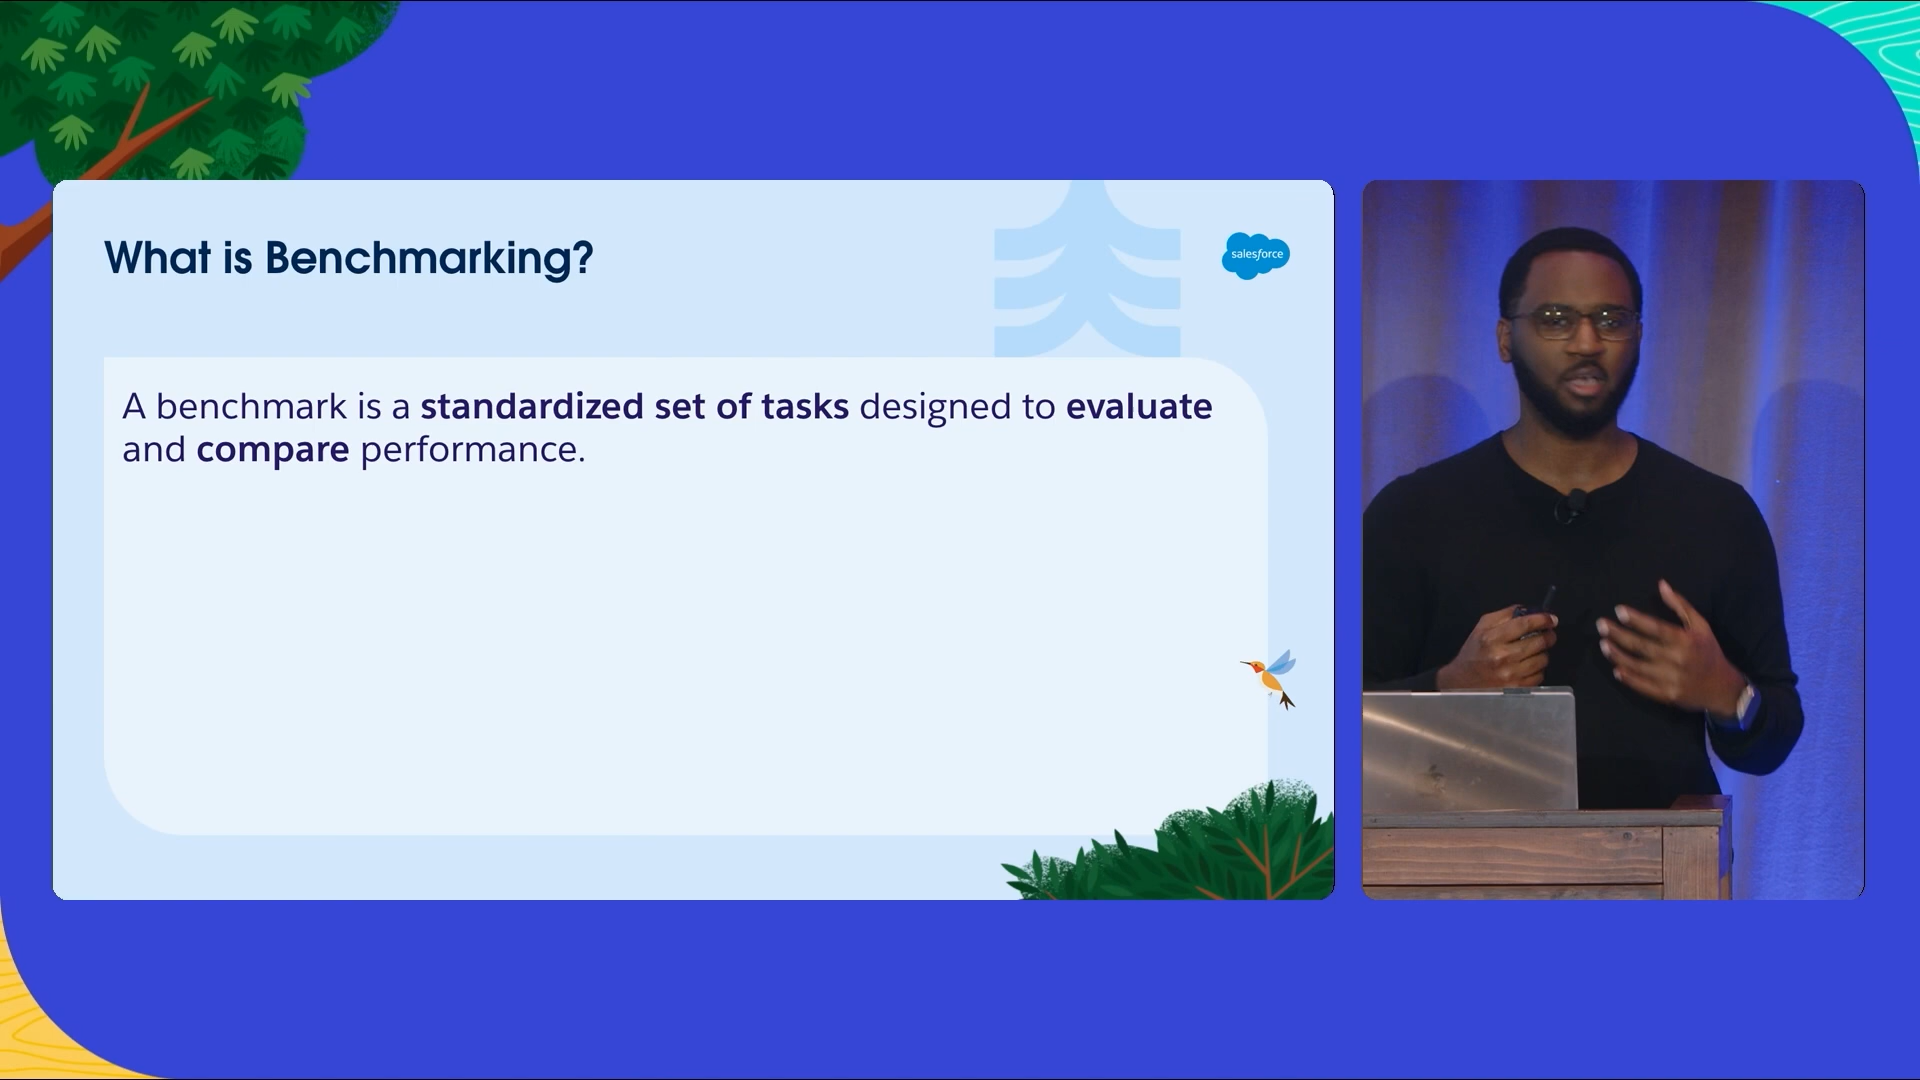 What is Benchmarking?
salesforce
A benchmark is a standardized set of tasks designed to evaluate
and compare performance.